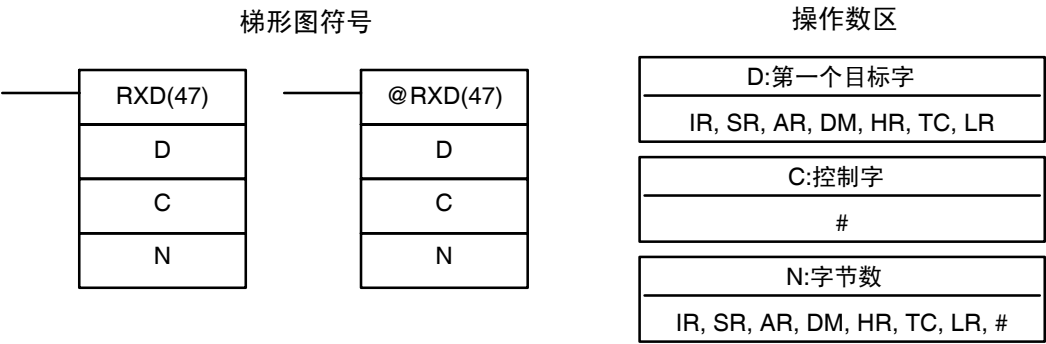 梯形图符号
RXD(47)
D
C
N
@RXD(47)
D
C
N
操作数区
D:第一个目标字
IR, SR, AR, DM, HR, TC, LR
C:控制字
#
N:字节数
IR, SR, AR, DM, HR, TC, LR, #